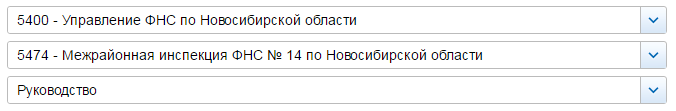 5400 - Управление ФНС по Новосибирской области
5474 - Межрайонная инспекция ФНС № 14 по Новосибирской области
Руководство